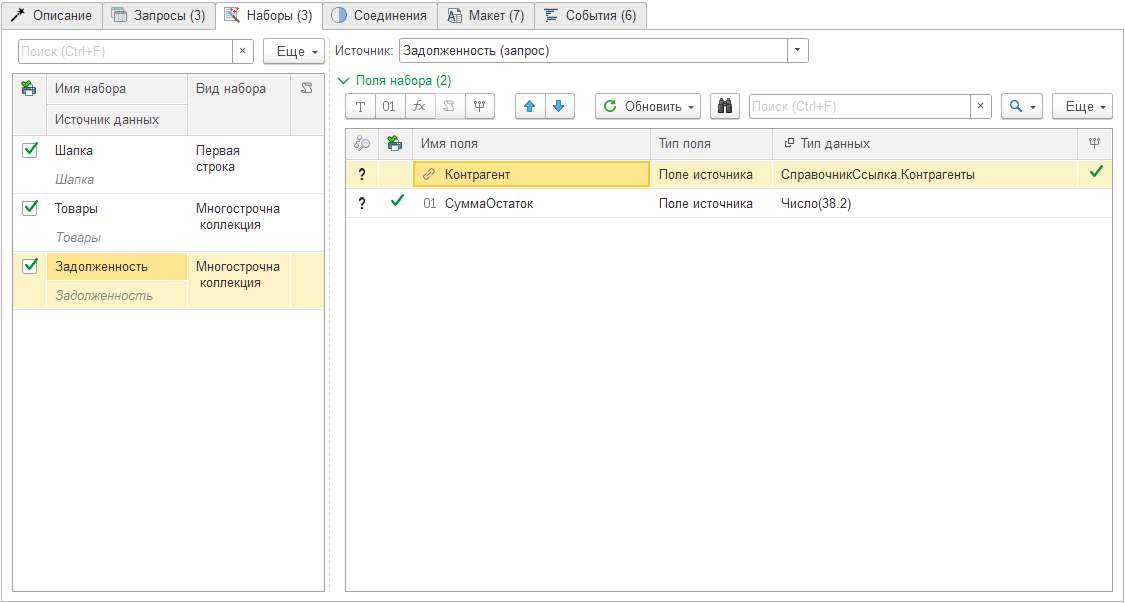 Описание
Запросы (3)
Наборы (3)
Соединения
Макет (7)
События (6)
Поиск (Ctrl+F)
×
Еще
Источник:
Задолженность (запрос)
Имя набора
Вид набора
Источник данных
Шапка
Первая
строка
Шапка
Товары
Многострочна
коллекция
Товары
Задолженность
Многострочна
коллекция
Задолженность
Поля набора (2)
T
01
fx
Обновить
Поиск (Ctrl+F)
×
Еще
Имя поля
Тип поля
Тип данных
?
Контрагент
Поле источника
СправочникСсылка.Контрагенты
?
01
СуммаОстаток
Поле источника
Число(38.2)